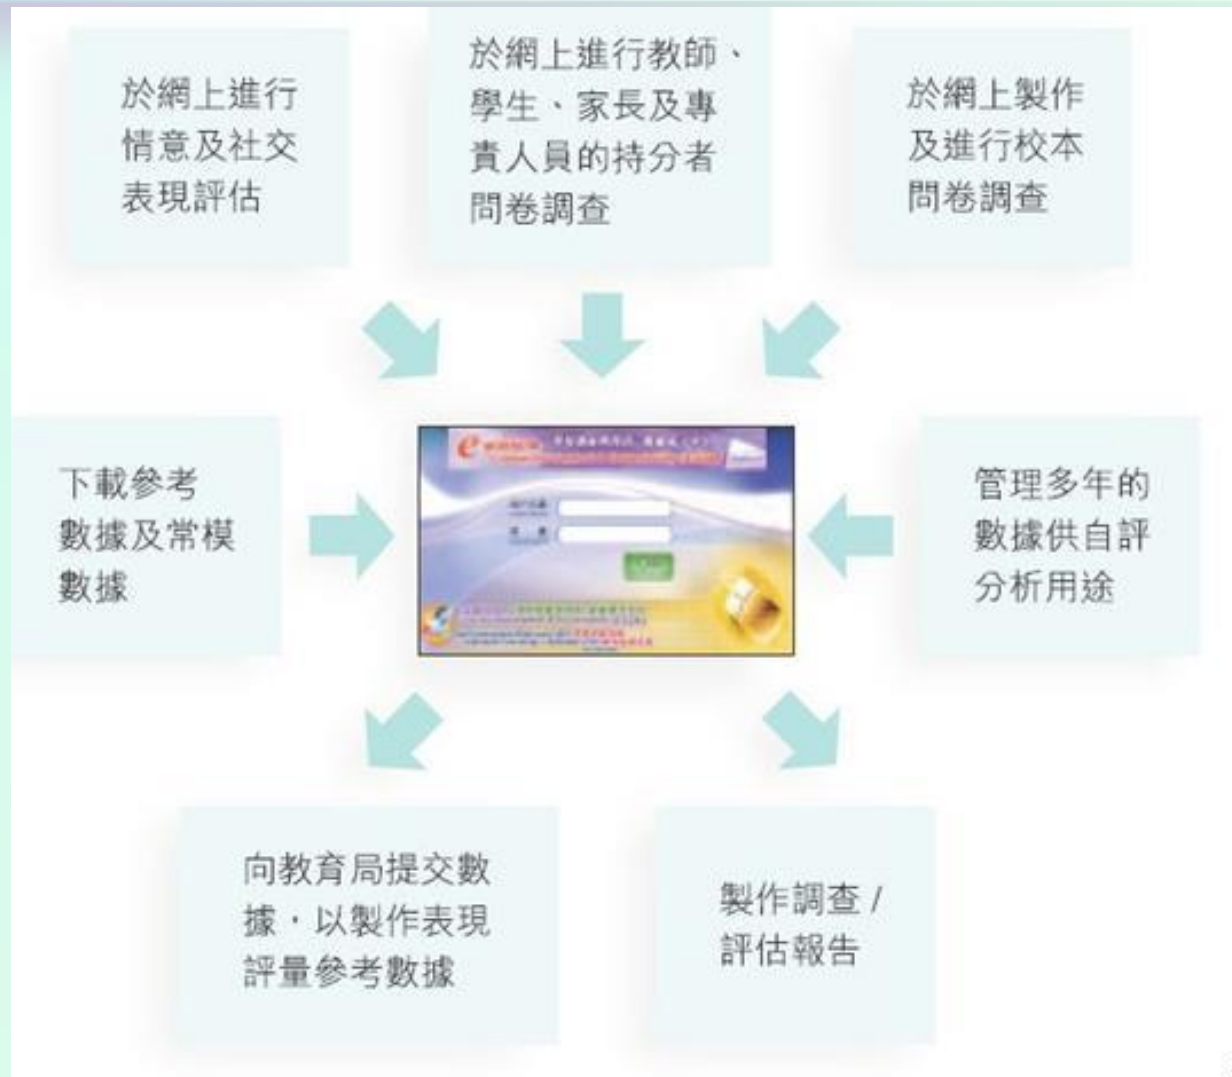 於網上進行
情意及社交
表現評估
於網上進行教師、
學生、家長及專
責人員的持分者
問卷調查
於網上製作
及進行校本
問卷調查
下載參考
數據及常模
數據
管理多年的
數據供自評
分析用途
向教育局提交數
據，以製作表現
評量參考數據
製作調查 /
評估報告